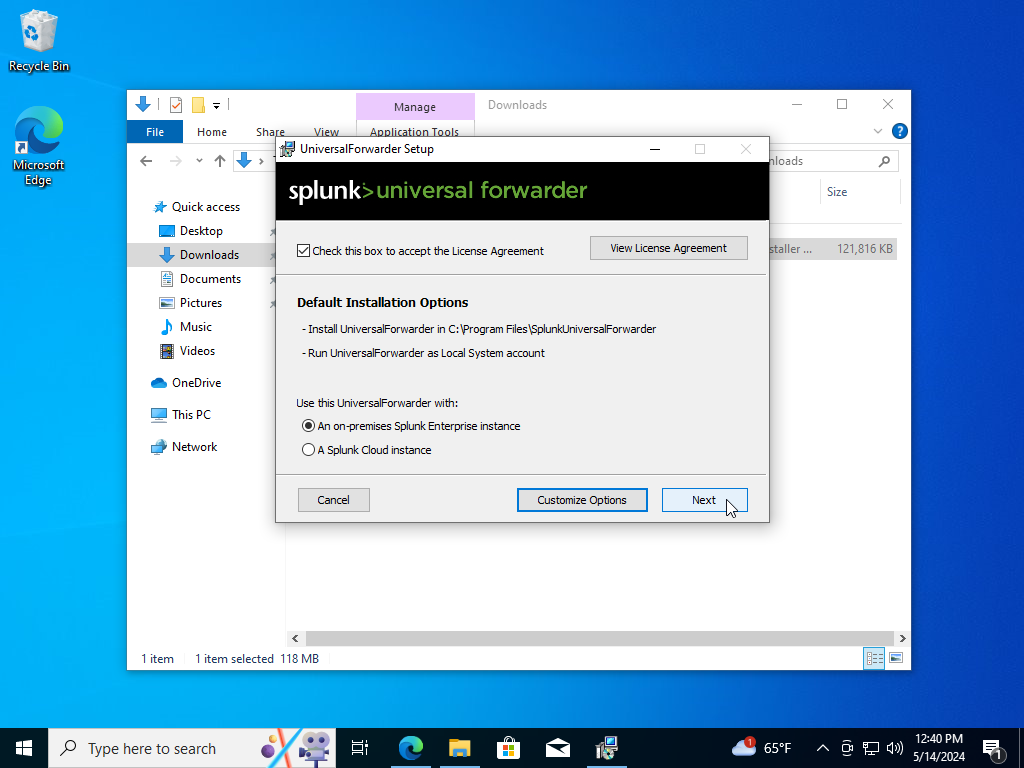 Recycle Bin
Microsoft
Edge
Manage
Downloads
File
Home
Share
View
Application Tools
?
UniversalForwarder Setup
Size
splunk>universal forwarder
Check this box to accept the License Agreement
View License Agreement
121,816 KB
Default Installation Options
- Install UniversalForwarder in C:\Program Files\SplunkUniversalForwarder
- Run UniversalForwarder as Local System account
Use this UniversalForwarder with:
An on-premises Splunk Enterprise instance
A Splunk Cloud instance
Cancel
Customize Options
Next
Quick access
Desktop
Downloads
Documents
Pictures
Music
Videos
OneDrive
This PC
Network
1 item
1 item selected
118 MB
Type here to search
1
65°F
12:40 PM
5/14/2024
1